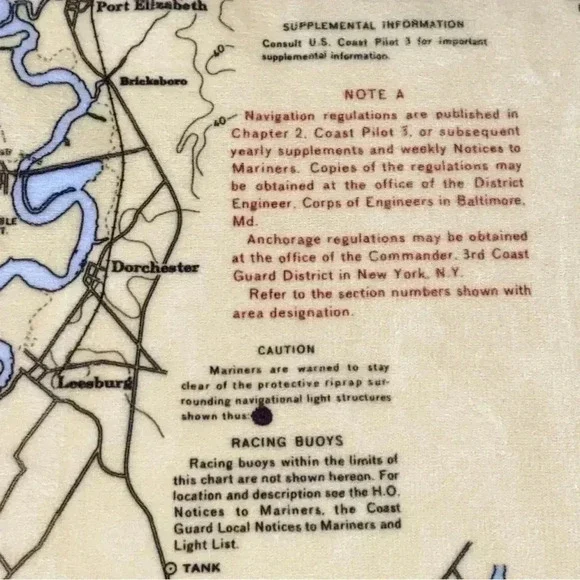 Port Elizabeth
SUPPLEMENTAL INFORMATION
Consult U.S. Coast Pilot 3 for important
supplemental information.
Bricksboro
40
40
NOTE A
Navigation regulations are published in
Chapter 2, Coast Pilot 3, or subsequent
yearly supplements and weekly Notices to
Mariners. Copies of the regulations may
be obtained at the office of the District
Engineer, Corps of Engineers in Baltimore,
Md.
Anchorage regulations may be obtained
at the office of the Commander, 3rd Coast
Guard District in New York, N.Y.
Refer to the section numbers shown with
area designation.
Dorchester
CAUTION
Mariners are warned to stay
clear of the protective riprap sur-
rounding navigational light structures
shown thus:
Leesburg
RACING BUOYS
Racing buoys within the limits of
this chart are not shown hereon. For
location and description see the H.O.
Notices to Mariners, the Coast
Guard Local Notices to Mariners and
Light List.
TANK